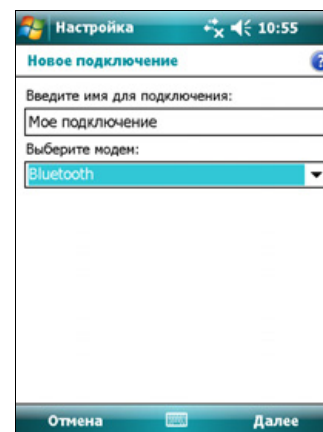 Настройка 10:55
Новое подключение ?
Введите имя для подключения:
Мое подключение
Выберите модем:
Bluetooth
Отмена Далее